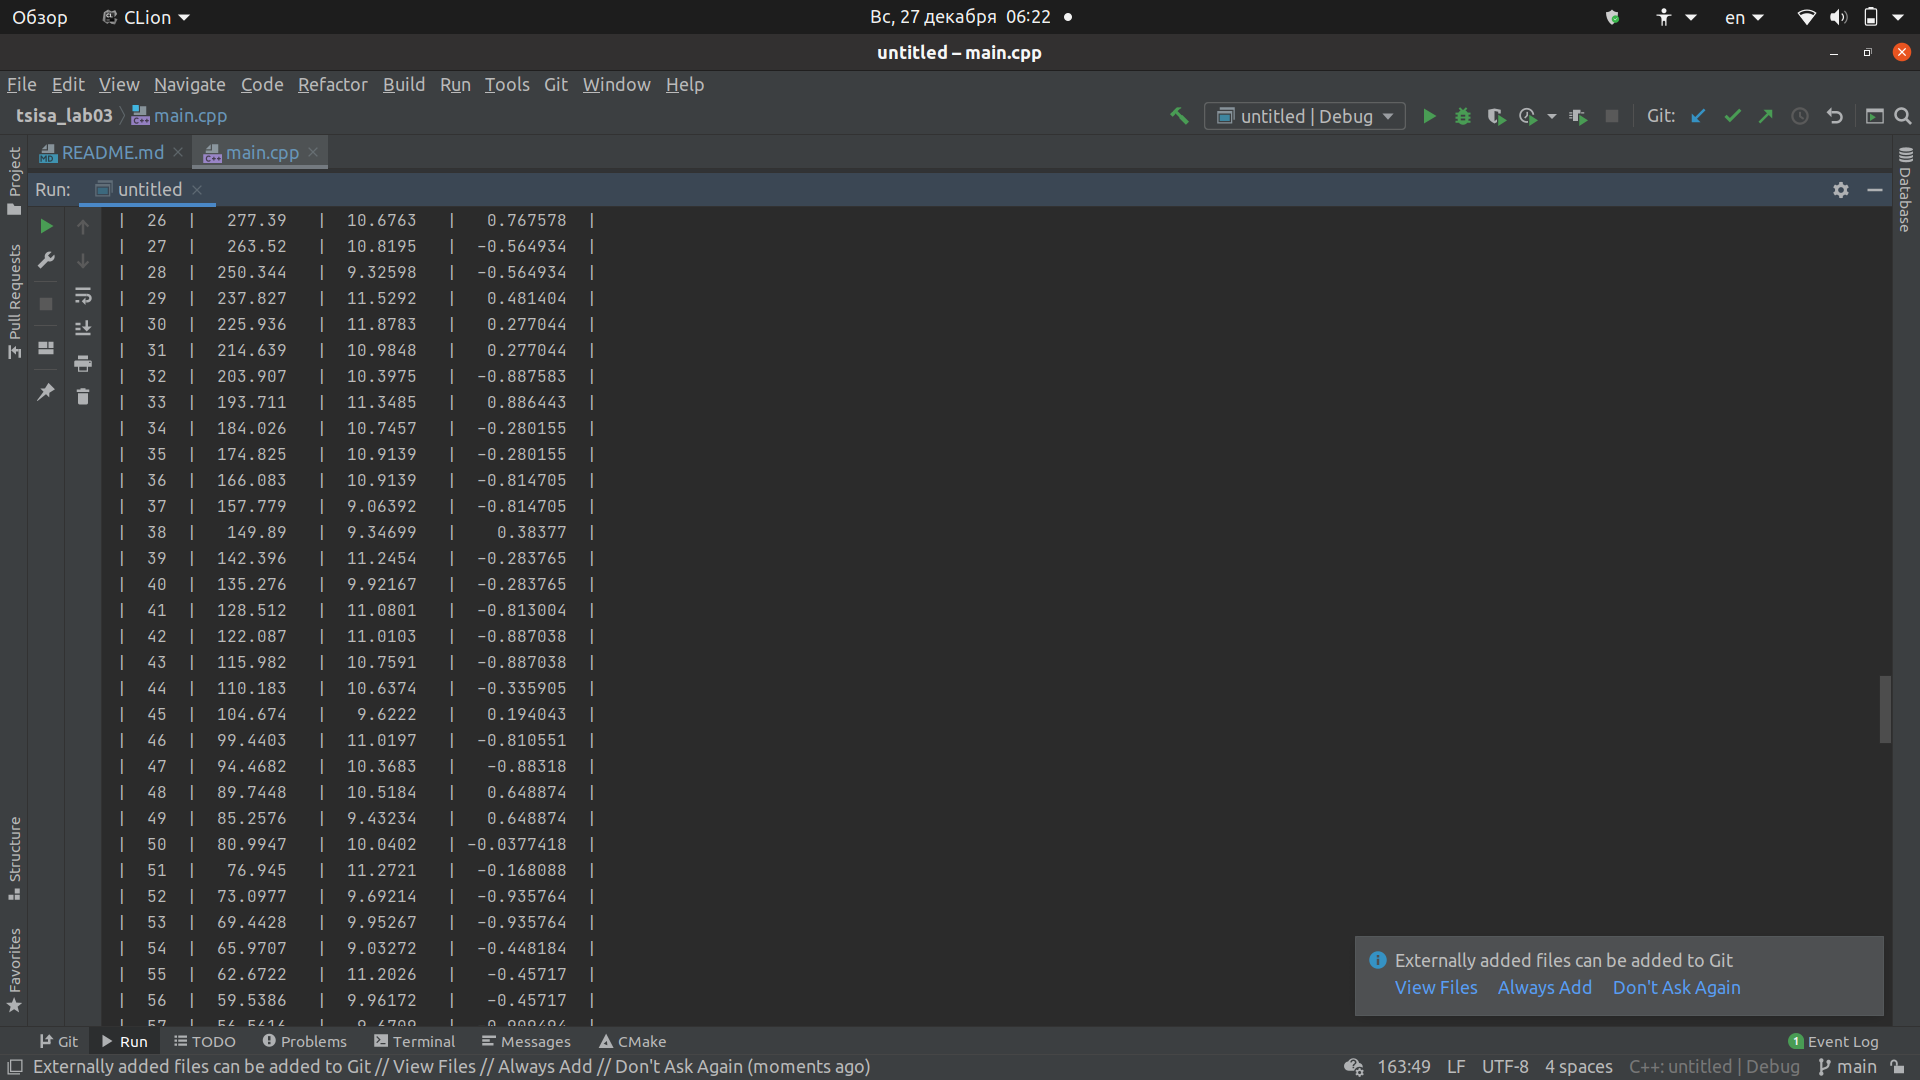 Обзор CLion Вс, 27 декабря 06:22 en
untitled – main.cpp
File Edit View Navigate Code Refactor Build Run Tools Git Window Help
tsisa_lab03 main.cpp untitled | Debug Git:
README.md main.cpp
Run: untitled
Project
Pull Requests
Structure
Favorites
Database
| 26 | 277.39 | 10.6763 | 0.767578 |
| 27 | 263.52 | 10.8195 | -0.564934 |
| 28 | 250.344 | 9.32598 | -0.564934 |
| 29 | 237.827 | 11.5292 | 0.481404 |
| 30 | 225.936 | 11.8783 | 0.277044 |
| 31 | 214.639 | 10.9848 | 0.277044 |
| 32 | 203.907 | 10.3975 | -0.887583 |
| 33 | 193.711 | 11.3485 | 0.886443 |
| 34 | 184.026 | 10.7457 | -0.280155 |
| 35 | 174.825 | 10.9139 | -0.280155 |
| 36 | 166.083 | 10.9139 | -0.814705 |
| 37 | 157.779 | 9.06392 | -0.814705 |
| 38 | 149.89 | 9.34699 | 0.38377 |
| 39 | 142.396 | 11.2454 | -0.283765 |
| 40 | 135.276 | 9.92167 | -0.283765 |
| 41 | 128.512 | 11.0801 | -0.813004 |
| 42 | 122.087 | 11.0103 | -0.887038 |
| 43 | 115.982 | 10.7591 | -0.887038 |
| 44 | 110.183 | 10.6374 | -0.335905 |
| 45 | 104.674 | 9.6222 | 0.194043 |
| 46 | 99.4403 | 11.0197 | -0.810551 |
| 47 | 94.4682 | 10.3683 | -0.88318 |
| 48 | 89.7448 | 10.5184 | 0.648874 |
| 49 | 85.2576 | 9.43234 | 0.648874 |
| 50 | 80.9947 | 10.0402 | -0.0377418 |
| 51 | 76.945 | 11.2721 | -0.168088 |
| 52 | 73.0977 | 9.69214 | -0.935764 |
| 53 | 69.4428 | 9.95267 | -0.935764 |
| 54 | 65.9707 | 9.03272 | -0.448184 |
| 55 | 62.6722 | 11.2026 | -0.45717 |
| 56 | 59.5386 | 9.96172 | -0.45717 |
Externally added files can be added to Git
View Files Always Add Don't Ask Again
Git Run TODO Problems Terminal Messages CMake 1 Event Log
Externally added files can be added to Git // View Files // Always Add // Don't Ask Again (moments ago) 163:49 LF UTF-8 4 spaces C++: untitled | Debug main